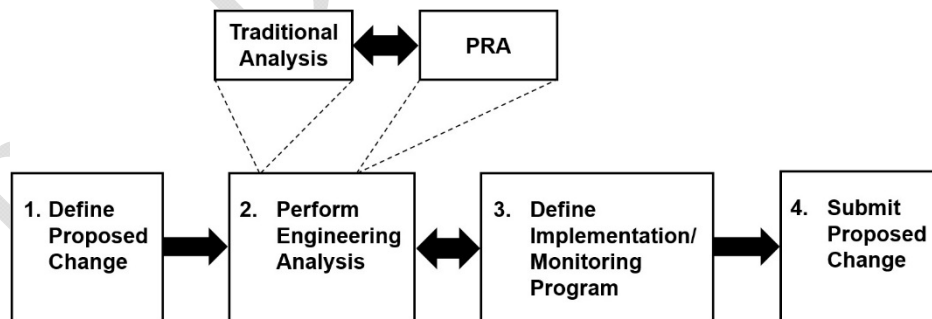 Traditional
Analysis
PRA
1. Define
Proposed
Change
2. Perform
Engineering
Analysis
3. Define
Implementation/
Monitoring
Program
4. Submit
Proposed
Change